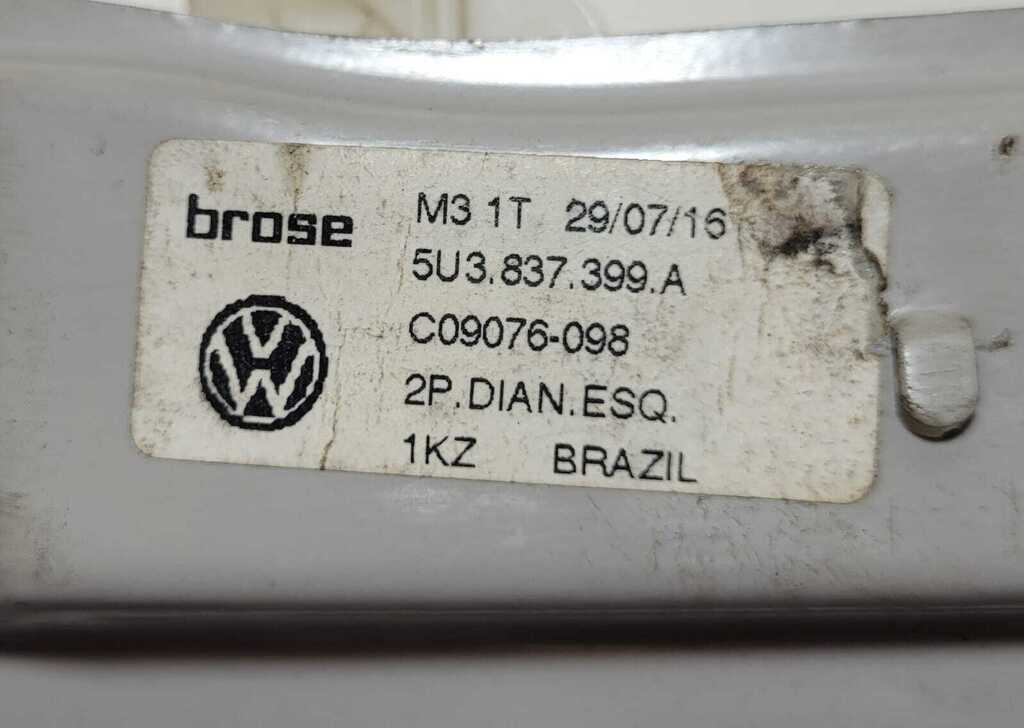 brose
M3 1T 29/07/16
5U3.837.399.A
C09076-098
2P.DIAN.ESQ.
1KZ BRAZIL